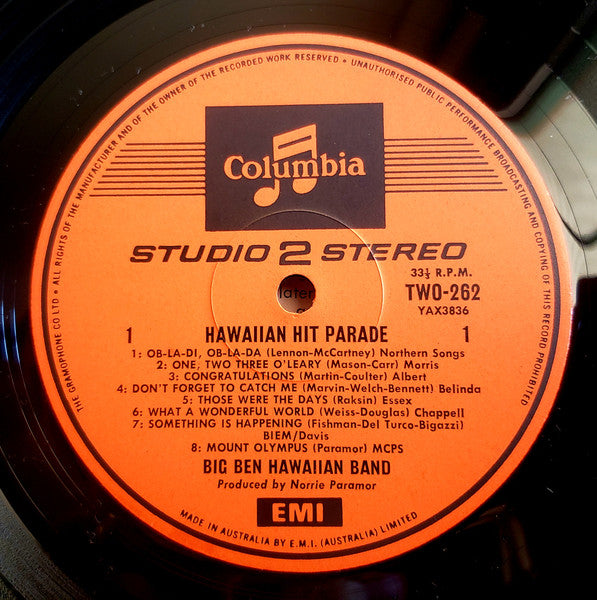 THE GRAMOPHONE CO LTD • ALL RIGHTS OF THE MANUFACTURER AND OF THE OWNER OF THE RECORDED WORK RESERVED • UNAUTHORISED PUBLIC PERFORMANCE BROADCASTING AND COPYING OF THIS RECORD PROHIBITED
Columbia
STUDIO 2 STEREO
33⅓ R.P.M.
later
TWO-262
YAX3836
1 HAWAIIAN HIT PARADE 1
1: OB-LA-DI, OB-LA-DA (Lennon-McCartney) Northern Songs
2: ONE, TWO THREE O'LEARY (Mason-Carr) Morris
3: CONGRATULATIONS (Martin-Coulter) Albert
4: DON'T FORGET TO CATCH ME (Marvin-Welch-Bennett) Belinda
5: THOSE WERE THE DAYS (Raksin) Essex
6: WHAT A WONDERFUL WORLD (Weiss-Douglas) Chappell
7: SOMETHING IS HAPPENING (Fishman-Del Turco-Bigazzi)
BIEM/Davis
8: MOUNT OLYMPUS (Paramor) MCPS
BIG BEN HAWAIIAN BAND
Produced by Norrie Paramor
EMI
MADE IN AUSTRALIA BY E.M.I. (AUSTRALIA) LIMITED